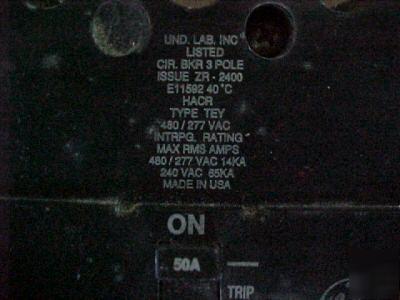 UND. LAB. INC
LISTED
CIR. BKR 3 POLE
ISSUE ZR - 2400
E11592 40°C
HACR
TYPE TEY
480 / 277 VAC
INTRPG. RATING
MAX RMS AMPS
480 / 277 VAC 14KA
240 VAC 65KA
MADE IN USA
ON
50A
TRIP